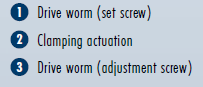 1 Drive worm (set screw)
2 Clamping actuation
3 Drive worm (adjustment screw)